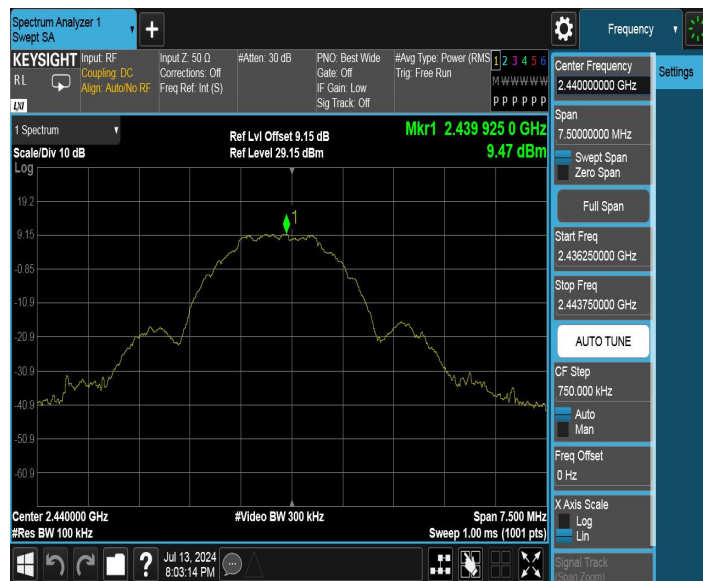 Spectrum Analyzer 1
Swept SA
+
Frequency
KEYSIGHT
RL
LXI
Input: RF
Coupling: DC
Align: Auto/No RF
Input Z: 50 Ω
Corrections: Off
Freq Ref: Int (S)
#Atten: 30 dB
PNO: Best Wide
Gate: Off
IF Gain: Low
Sig Track: Off
#Avg Type: Power (RMS
Trig: Free Run
1 2 3 4 5 6
M W W W W W
P P P P P P
Center Frequency
2.440000000 GHz
Settings
Span
7.50000000 MHz
Swept Span
Zero Span
Full Span
Start Freq
2.436250000 GHz
Stop Freq
2.443750000 GHz
AUTO TUNE
CF Step
750.000 kHz
Auto
Man
Freq Offset
0 Hz
X Axis Scale
Log
Lin
Signal Track
(Span Zoom)
1 Spectrum
Scale/Div 10 dB
Log
Ref Lvl Offset 9.15 dB
Ref Level 29.15 dBm
Mkr1 2.439 925 0 GHz
9.47 dBm
1
19.2
9.15
-0.85
-10.9
-20.9
-30.9
-40.9
-50.9
-60.9
Center 2.440000 GHz
#Res BW 100 kHz
#Video BW 300 kHz
Span 7.500 MHz
Sweep 1.00 ms (1001 pts)
?
Jul 13, 2024
8:03:14 PM